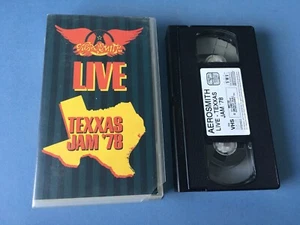 AEROSMITH
LIVE
TEXXAS
JAM '78
AEROSMITH
LIVE - TEXXAS
JAM '78
VHS